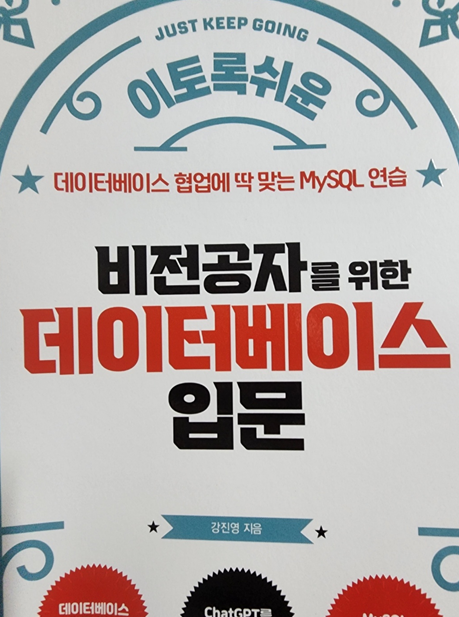 JUST KEEP GOING
이토록쉬운
데이터베이스 협업에 딱 맞는 MySQL 연습
비전공자를 위한
데이터베이스
입문
강진영 지음
데이터베이스
ChatGPT를
MySQL